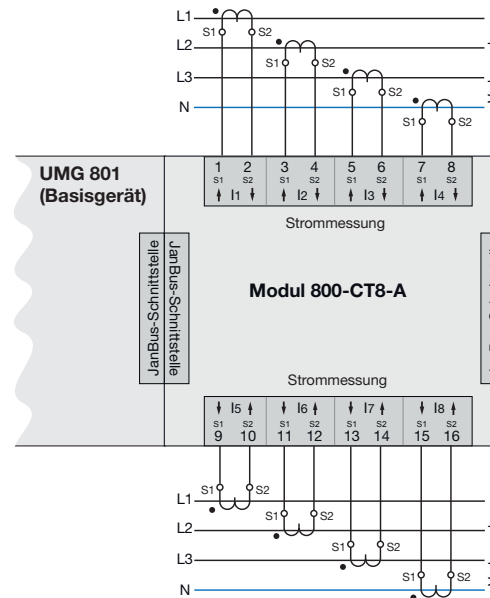 L1
S1 S2
L2
S1 S2
L3
S1 S2
N
S1 S2
UMG 801
(Basisgerät)
1 2 3 4 5 6 7 8
S1 S2 S1 S2 S1 S2 S1 S2
I1 I2 I3 I4
Strommessung
JanBus-Schnittstelle
JanBus-Schnittstelle
Modul 800-CT8-A
Strommessung
I5 I6 I7 I8
S1 S2 S1 S2 S1 S2 S1 S2
9 10 11 12 13 14 15 16
S1 S2
L1
S1 S2
L2
S1 S2
L3
S1 S2
N